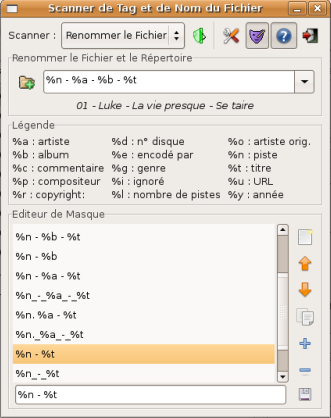 Scanner de Tag et de Nom du Fichier
Scanner : Renommer le Fichier
Renommer le Fichier et le Répertoire
%n - %a - %b - %t
01 - Luke - La vie presque - Se taire
Légende
%a : artiste %d : n° disque %o : artiste orig.
%b : album %e : encodé par %n : piste
%c : commentaire %g : genre %t : titre
%p : compositeur %i : ignoré %u : URL
%r : copyright: %l : nombre de pistes %y : année
Editeur de Masque
%n - %b - %t
%n - %b
%n - %a - %t
%n_-_%a_-_%t
%n. %a - %t
%n._%a_-_%t
%n - %t
%n_-_%t
%n - %t